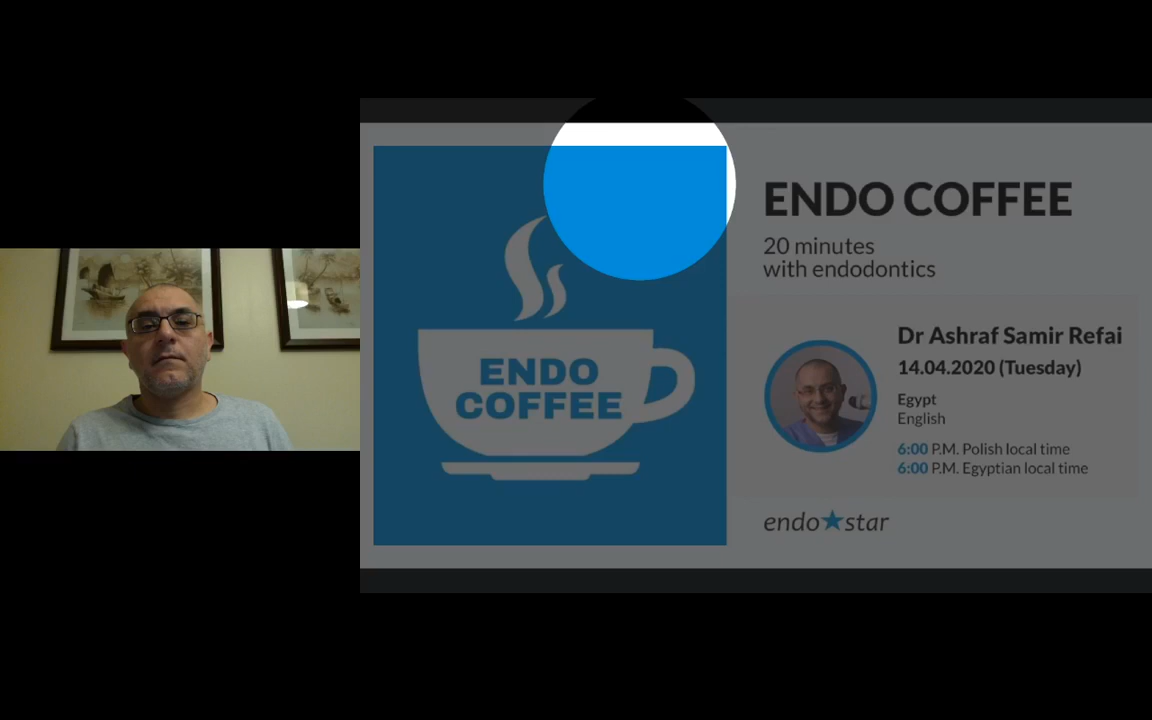 ENDO
COFFEE
ENDO COFFEE
20 minutes
with endodontics
Dr Ashraf Samir Refai
14.04.2020 (Tuesday)
Egypt
English
6:00 P.M. Polish local time
6:00 P.M. Egyptian local time
endo★star